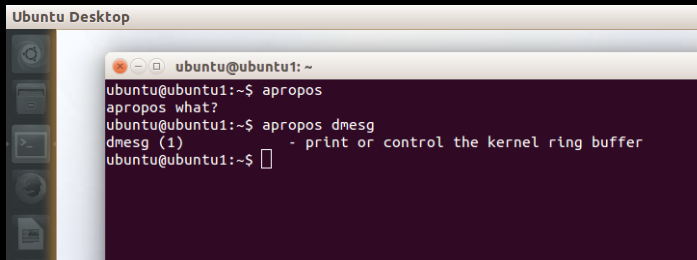 Ubuntu Desktop
ubuntu@ubuntu1: ~
ubuntu@ubuntu1:~$ apropos
apropos what?
ubuntu@ubuntu1:~$ apropos dmesg
dmesg (1)            - print or control the kernel ring buffer
ubuntu@ubuntu1:~$